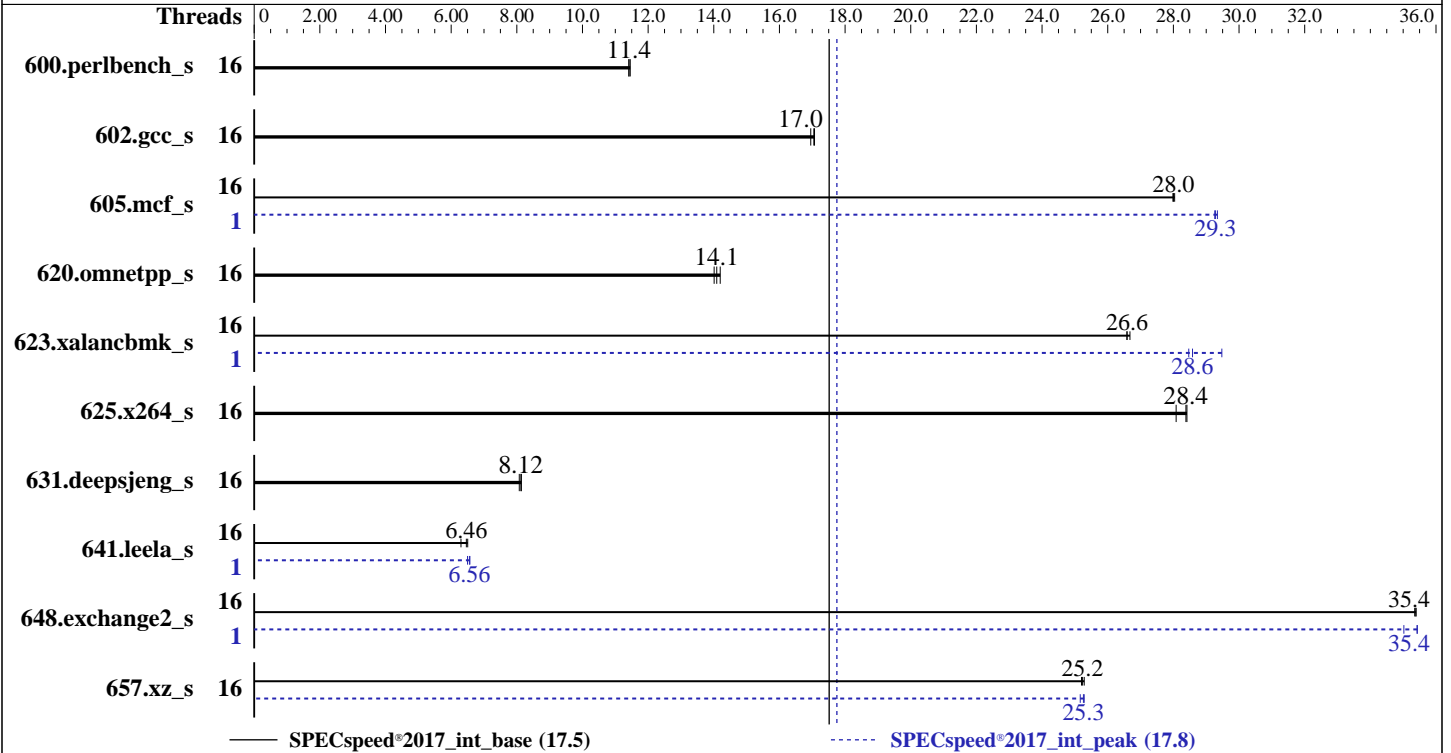 Threads 0 2.00 4.00 6.00 8.00 10.0 12.0 14.0 16.0 18.0 20.0 22.0 24.0 26.0 28.0 30.0 32.0 36.0
11.4
600.perlbench_s 16
17.0
602.gcc_s 16
16 28.0
605.mcf_s
1 29.3
14.1
620.omnetpp_s 16
16 26.6
623.xalancbmk_s
1 28.6
28.4
625.x264_s 16
8.12
631.deepsjeng_s 16
16 6.46
641.leela_s
1 6.56
16 35.4
648.exchange2_s
1 35.4
25.2
657.xz_s 16
25.3
SPECspeed®2017_int_base (17.5) SPECspeed®2017_int_peak (17.8)